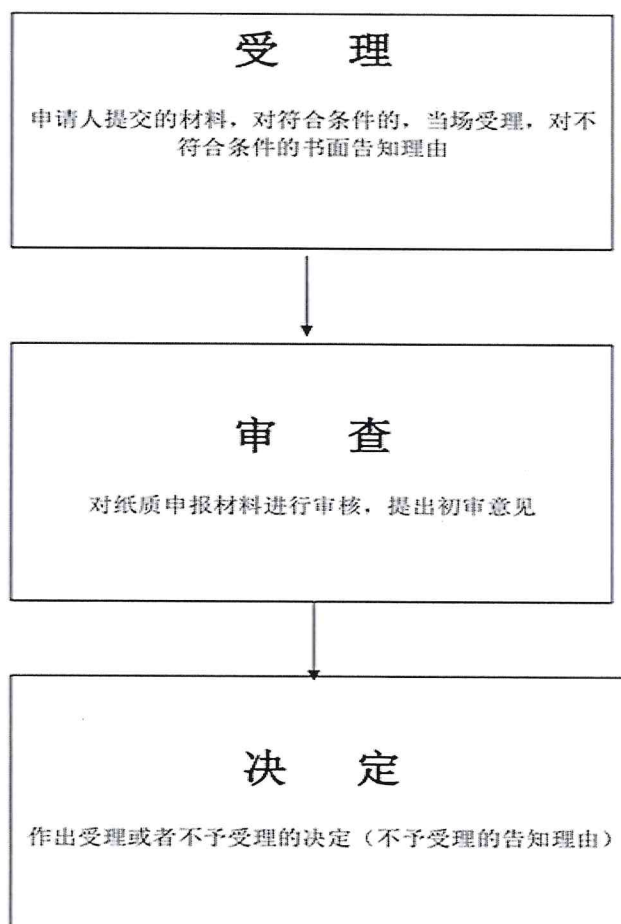 受 理
申请人提交的材料，对符合条件的，当场受理，对不
符合条件的书面告知理由
审 查
对纸质申报材料进行审核，提出初审意见
决 定
作出受理或者不予受理的决定（不予受理的告知理由）